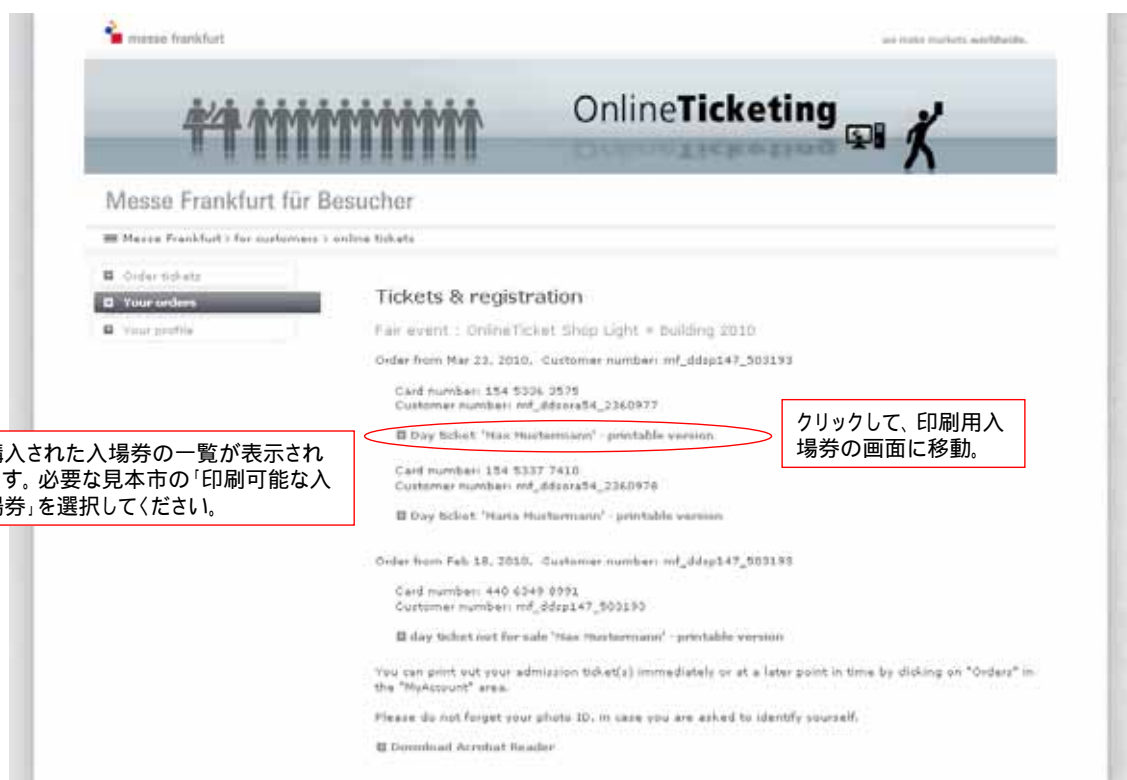 messe frankfurt
we make markets worldwide.
OnlineTicketing
Messe Frankfurt für Besucher
Messe Frankfurt > for customers > online tickets
Order tickets
Your orders
Your profile
Tickets & registration
Fair event : OnlineTicket Shop Light + Building 2010
Order from Mar 23, 2010, Customer number: mf_ddsp147_503193
Card number: 154 5336 3575
Customer number: mf_ddsora54_2360977
Day ticket 'Max Mustermann' - printable version
クリックして、印刷用入
場券の画面に移動。
購入された入場券の一覧が表示され
ます。必要な見本市の「印刷可能な入
場券」を選択してください。
Card number: 154 5337 7410
Customer number: mf_ddsora54_2360978
Day ticket 'Maria Mustermann' - printable version
Order from Feb 18, 2010, Customer number: mf_ddsp147_503193
Card number: 440 6349 8991
Customer number: mf_ddsp147_503193
day ticket not for sale 'Max Mustermann' - printable version
You can print out your admission ticket(s) immediately or at a later point in time by clicking on "Orders" in
the "MyAccount" area.
Please do not forget your photo ID, in case you are asked to identify yourself.
Download Acrobat Reader